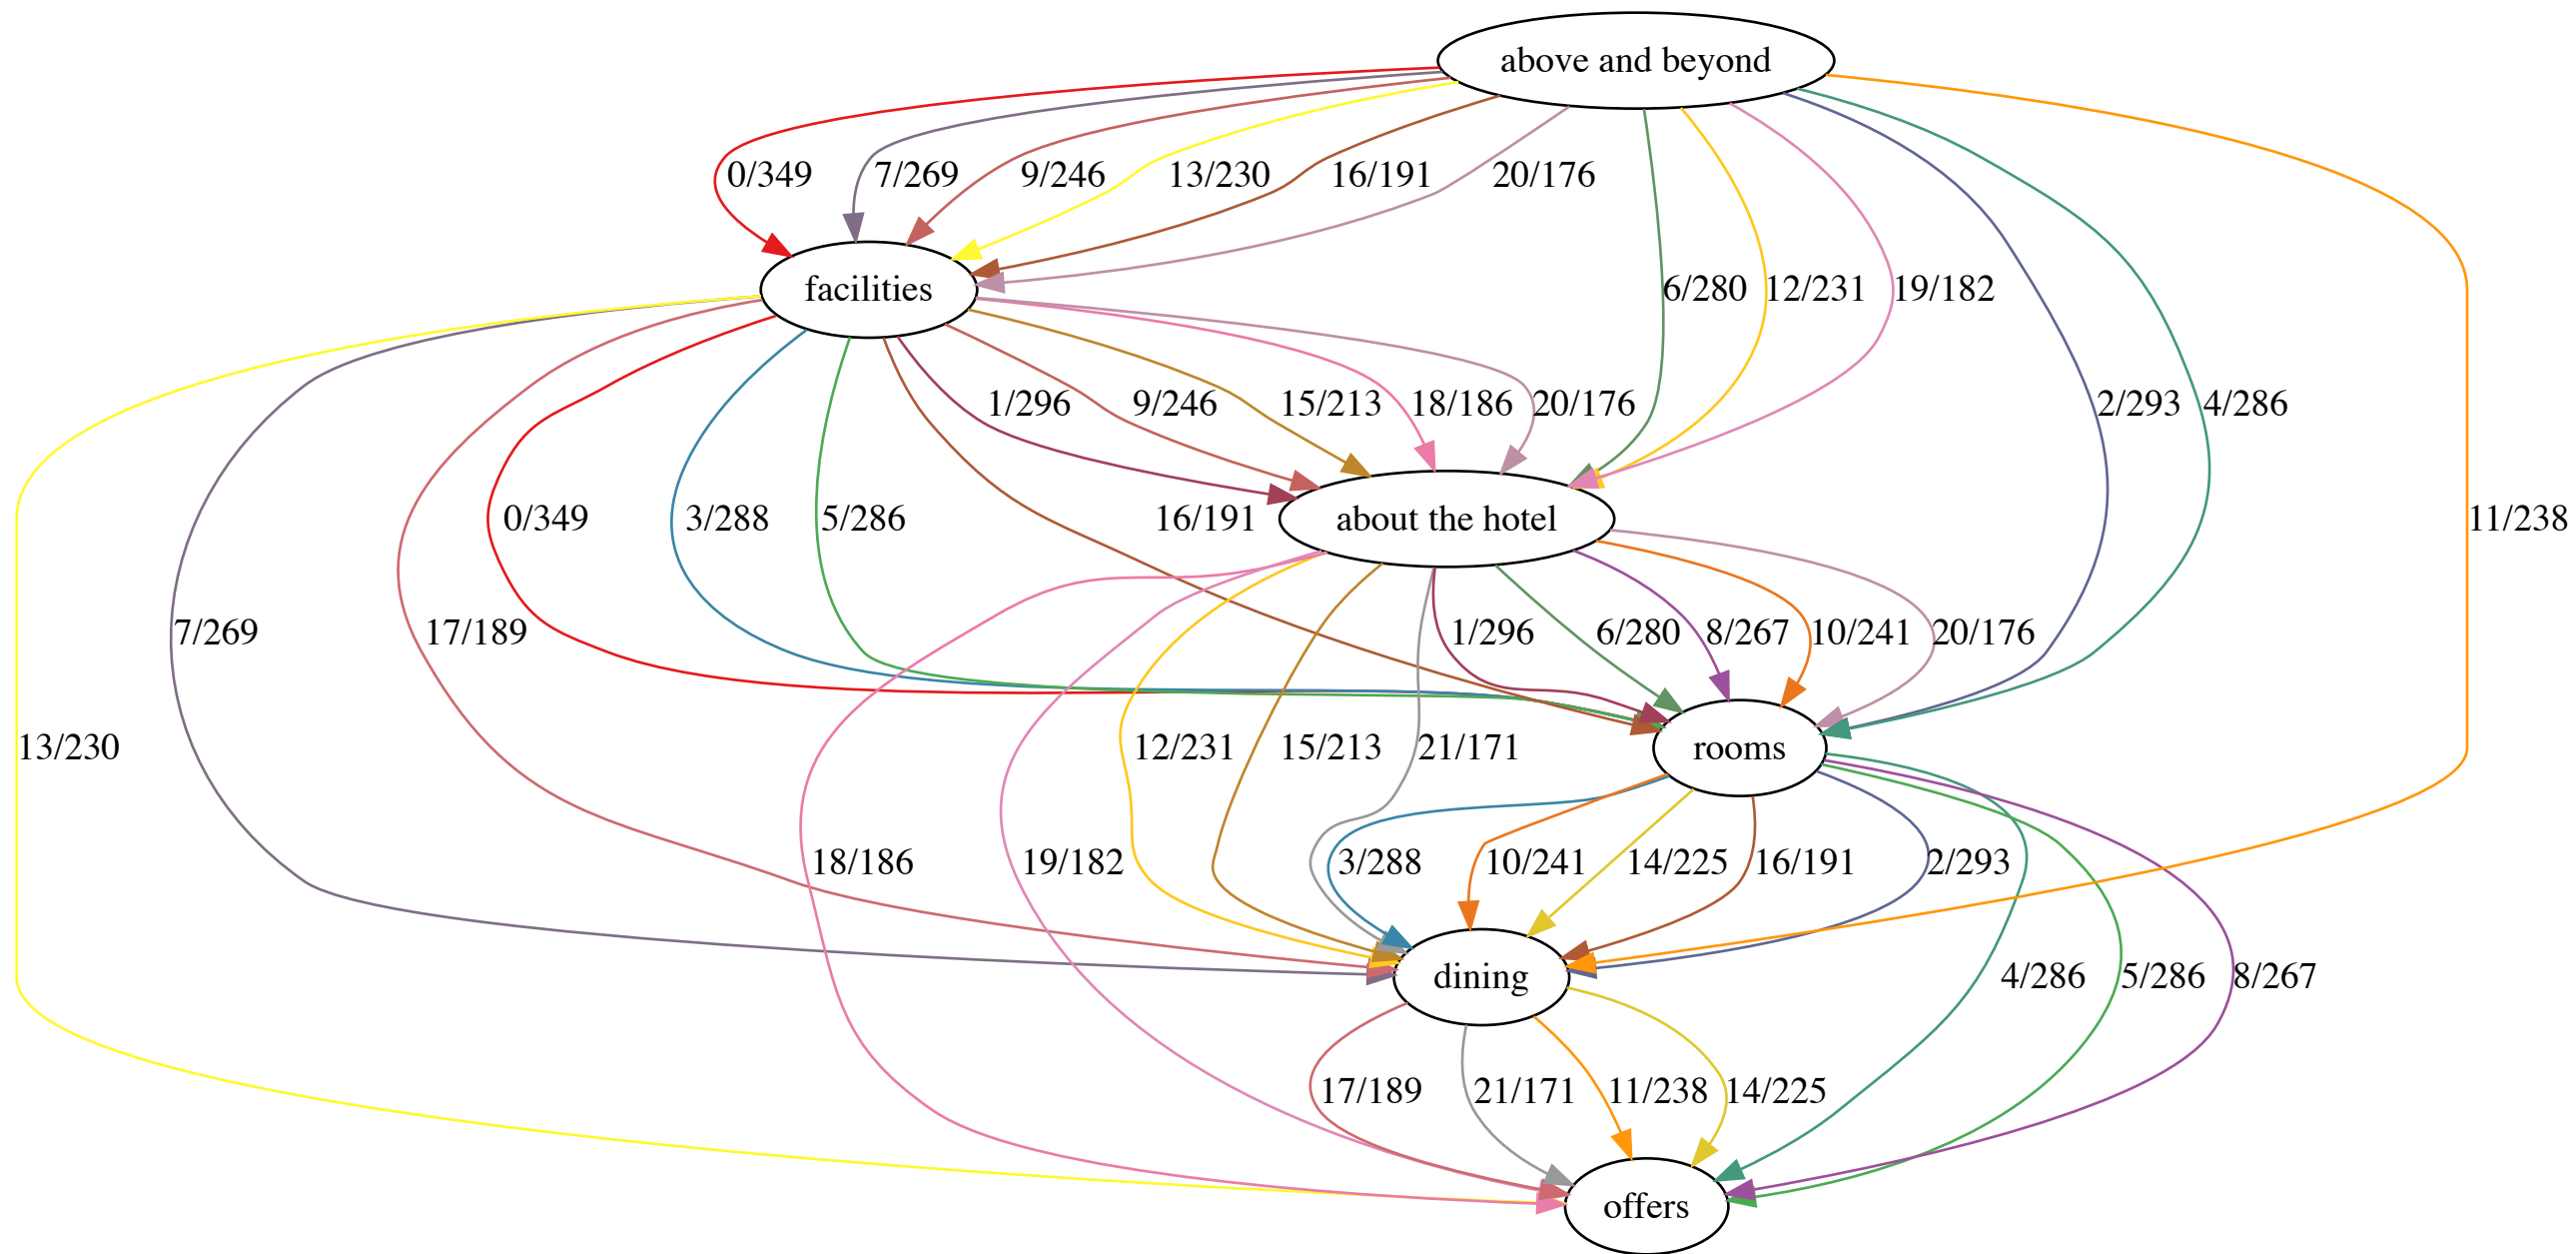 above and beyond
0/349 7/269 9/246 13/230 16/191 20/176
facilities 6/280 12/231 19/182
1/296 9/246 15/213 18/186 20/176 2/293 4/286
0/349 3/288 5/286 16/191 about the hotel 11/238
7/269 17/189 1/296 6/280 8/267 10/241 20/176
13/230 12/231 15/213 21/171 rooms
18/186 19/182 3/288 10/241 14/225 16/191 2/293
dining 4/286 5/286 8/267
17/189 21/171 11/238 14/225
offers